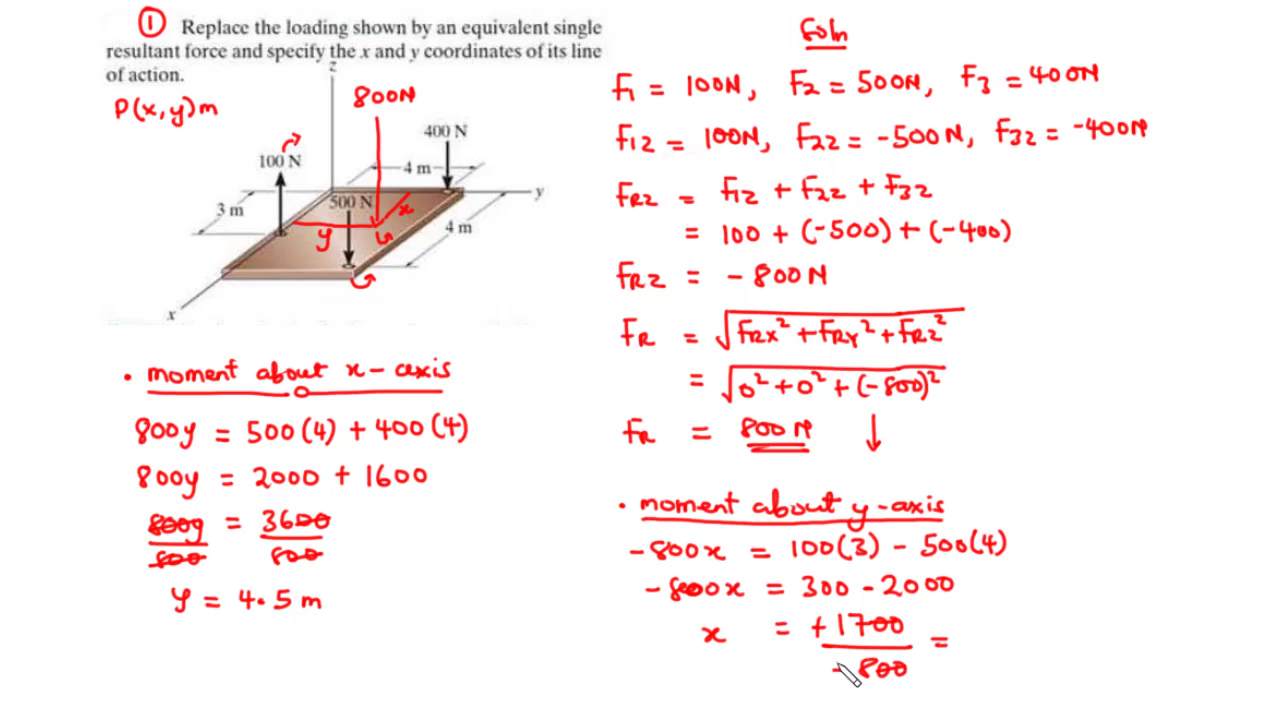 ① Replace the loading shown by an equivalent single
resultant force and specify the x and y coordinates of its line
of action.
P(x,y)m
z
800N
400 N
100 N
4 m
y
3 m
500 N
x
y
4 m
x
• moment about x-axis
800y = 500(4) + 400(4)
800y = 2000 + 1600
800y/800 = 3600/800
y = 4.5 m
Soln
F1 = 100N, F2 = 500N, F3 = 400N
F1z = 100N, F2z = -500N, F3z = -400N
FRz = F1z + F2z + F3z
= 100 + (-500) + (-400)
FRz = - 800N
FR = √FRx² + FRy² + FRz²
= √0² + 0² + (-800)²
FR = 800N ↓
• moment about y-axis
-800x = 100(3) - 500(4)
-800x = 300 - 2000
x = +1700/-800 =